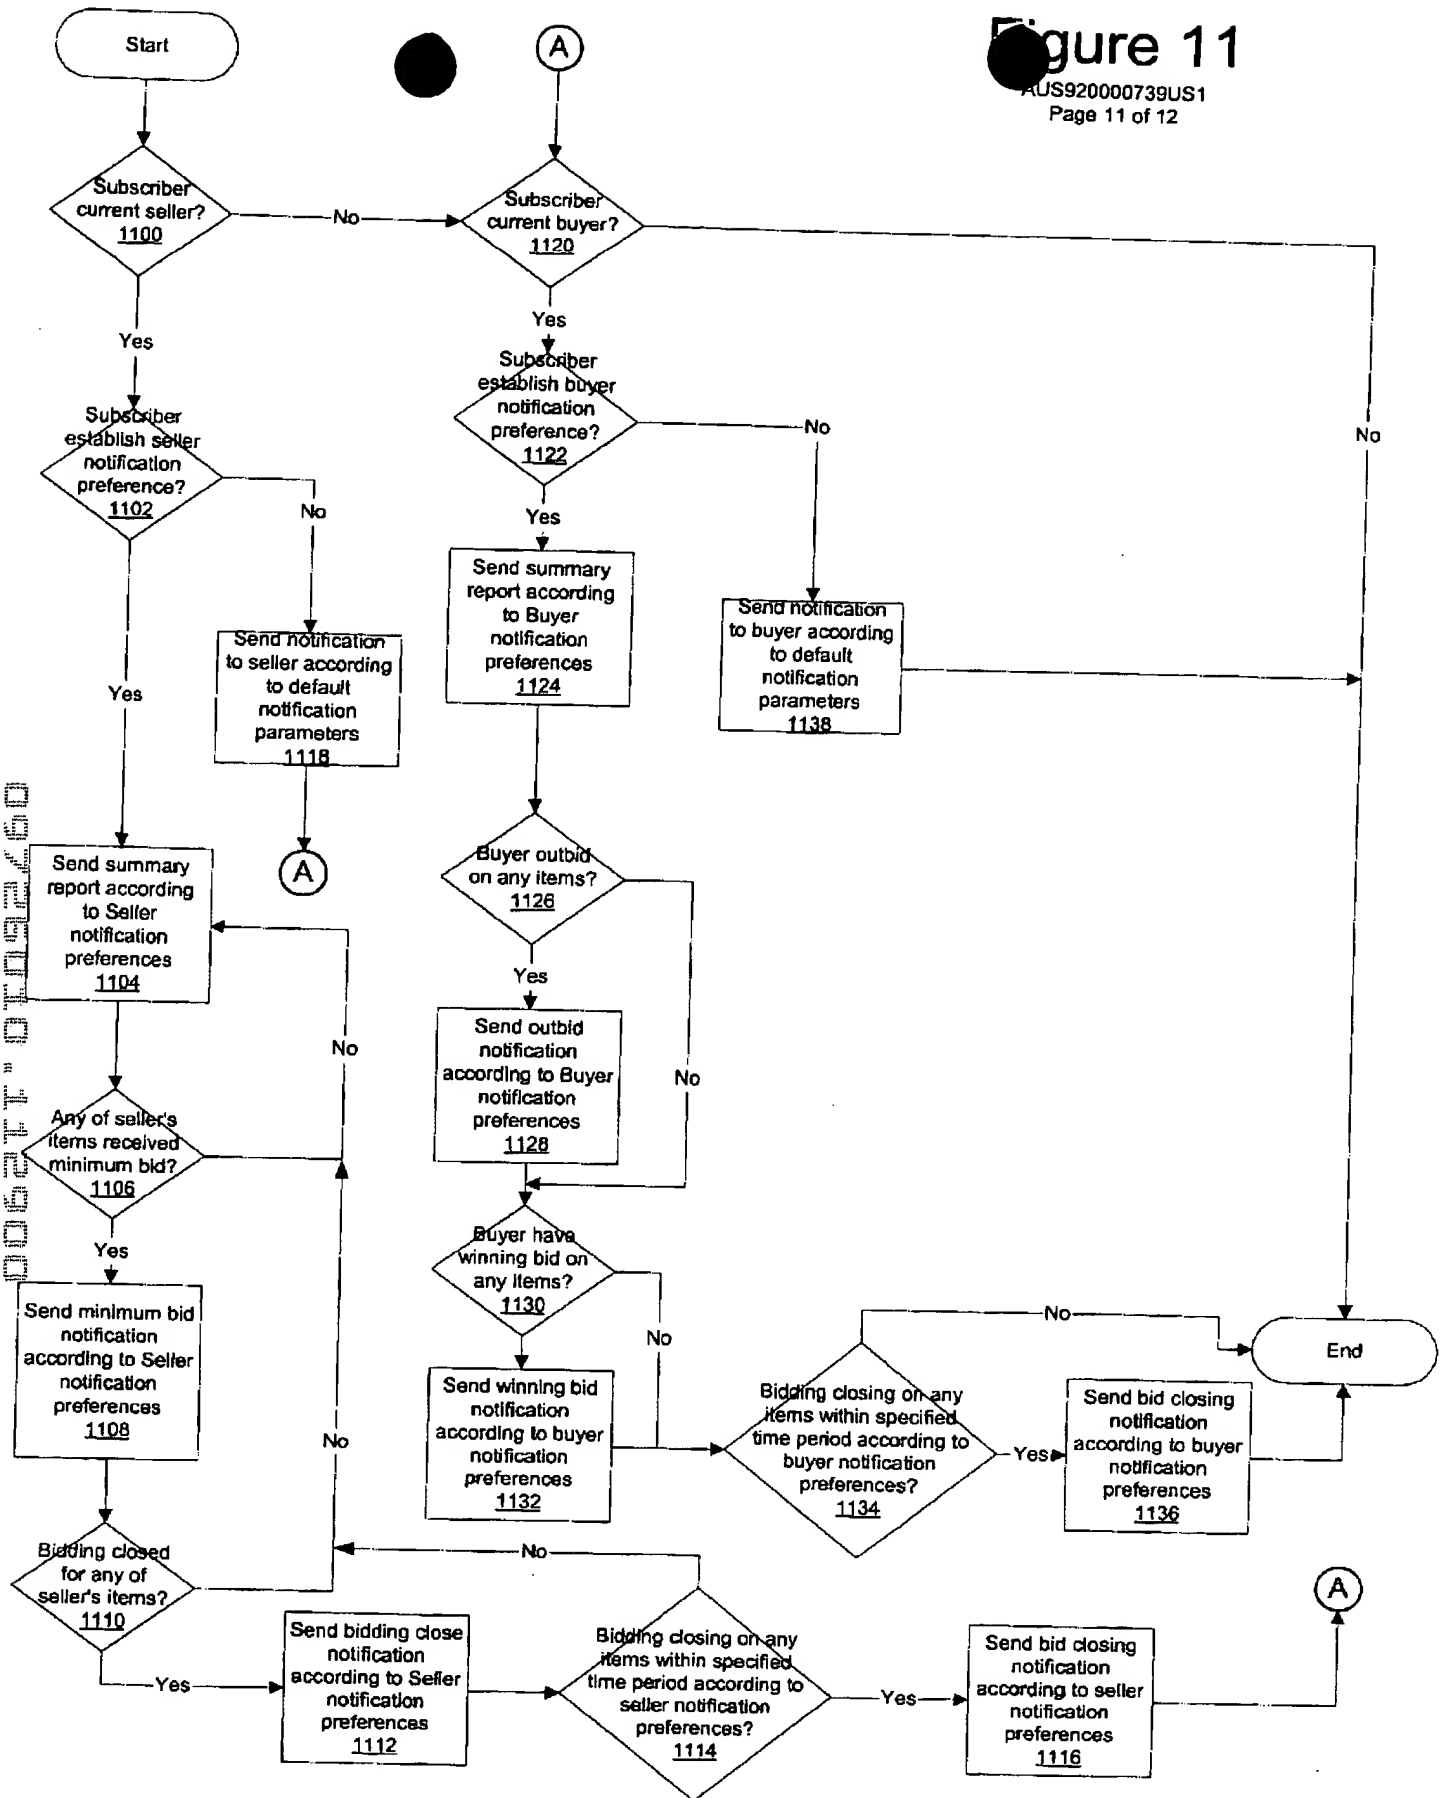 Figure 11
AUS920000739US1
Page 11 of 12
Start
A
Subscriber
current seller?
1100
No
Subscriber
current buyer?
1120
No
Yes
Yes
Subscriber
establish seller
notification
preference?
1102
No
Subscriber
establish buyer
notification
preference?
1122
No
Yes
Yes
Send notification
to seller according
to default
notification
parameters
1118
A
Send summary
report according
to Buyer
notification
preferences
1124
Send notification
to buyer according
to default
notification
parameters
1138
Send summary
report according
to Seller
notification
preferences
1104
No
Buyer outbid
on any items?
1126
Yes
No
Send outbid
notification
according to Buyer
notification
preferences
1128
Any of seller's
items received
minimum bid?
1106
Yes
Send minimum bid
notification
according to Seller
notification
preferences
1108
No
Buyer have
winning bid on
any items?
1130
No
Send winning bid
notification
according to buyer
notification
preferences
1132
Bidding closing on any
items within specified
time period according to
buyer notification
preferences?
1134
No
Yes
Send bid closing
notification
according to buyer
notification
preferences
1136
End
Bidding closed
for any of
seller's items?
1110
Yes
Send bidding close
notification
according to Seller
notification
preferences
1112
No
Bidding closing on any
items within specified
time period according to
seller notification
preferences?
1114
Yes
Send bid closing
notification
according to seller
notification
preferences
1116
A